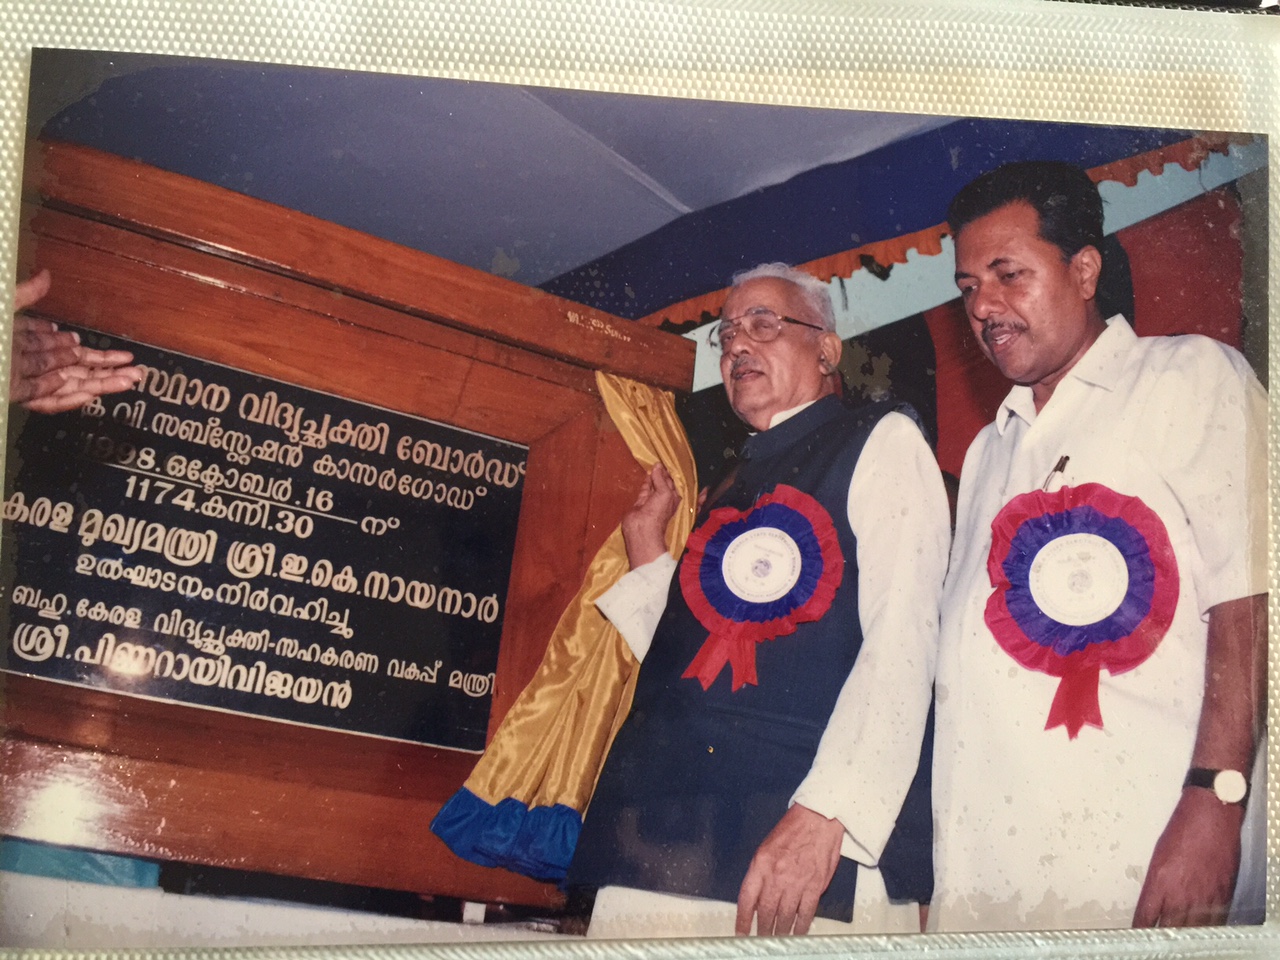 സ്ഥാന വിദ്യുച്ഛക്തി ബോർഡ്
കെ.വി.സബ്സ്റ്റേഷൻ കാസർഗോഡ്
1998.ഒക്ടോബർ.16
1174.കന്നി.30 ന്
കേരള മുഖ്യമന്ത്രി ശ്രീ.ഇ.കെ.നായനാർ
ഉൽഘാടനംനിർവഹിച്ചു
ബഹു.കേരള വിദ്യുച്ഛക്തി-സഹകരണ വകുപ്പ് മന്ത്രി
ശ്രീ.പിണറായിവിജയൻ